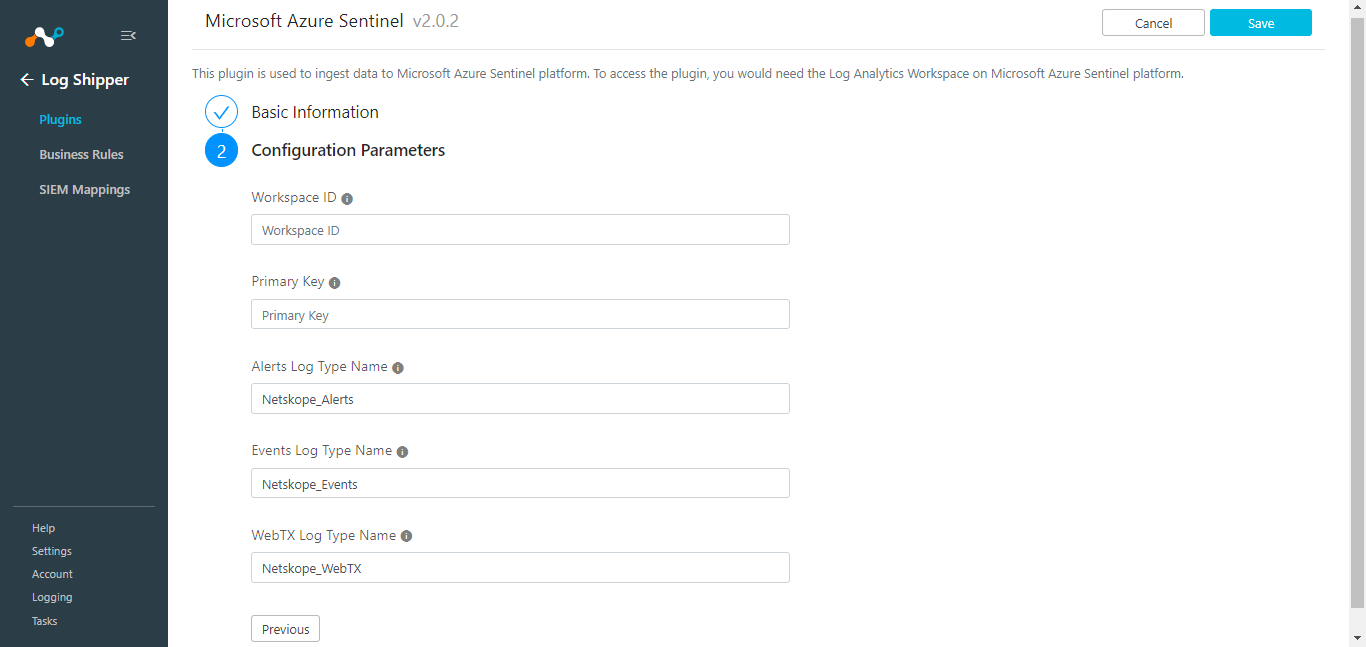 Log Shipper
Plugins
Business Rules
SIEM Mappings
Help
Settings
Account
Logging
Tasks
Microsoft Azure Sentinel v2.0.2
Cancel
Save
This plugin is used to ingest data to Microsoft Azure Sentinel platform. To access the plugin, you would need the Log Analytics Workspace on Microsoft Azure Sentinel platform.
Basic Information
2 Configuration Parameters
Workspace ID
Workspace ID
Primary Key
Primary Key
Alerts Log Type Name
Netskope_Alerts
Events Log Type Name
Netskope_Events
WebTX Log Type Name
Netskope_WebTX
Previous